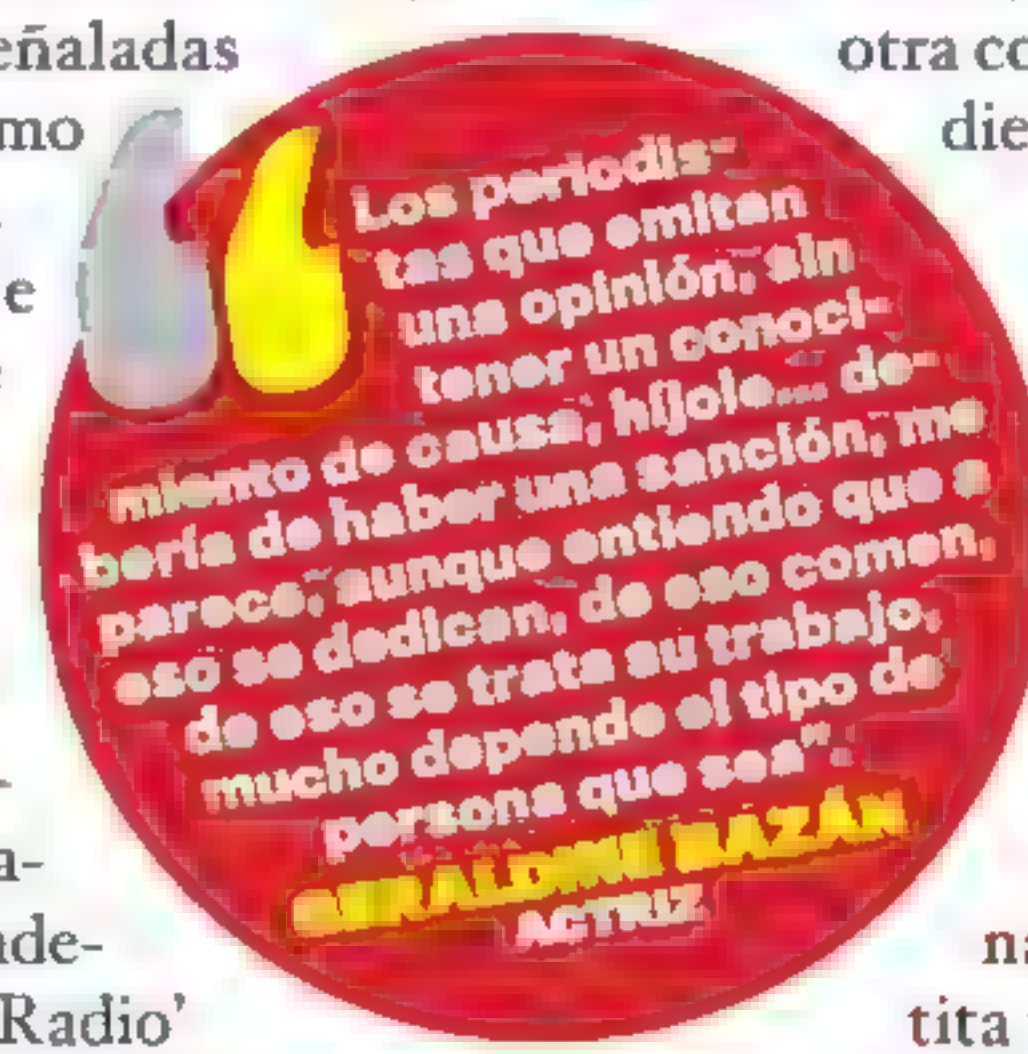 eñaladas
mo
e
a-
de-
Radio’
Los periodis-
tas que emiten
una opinión, sin
tener un conoci-
miento de causa, híjole... de-
bería de haber una sanción, me
parece; aunque entiendo que a
eso se dedican, de eso comen,
de eso se trata su trabajo,
mucho depende el tipo de
persona que sea”.
GERALDINE BAZÁN
ACTRIZ
otra co
die
na
tita